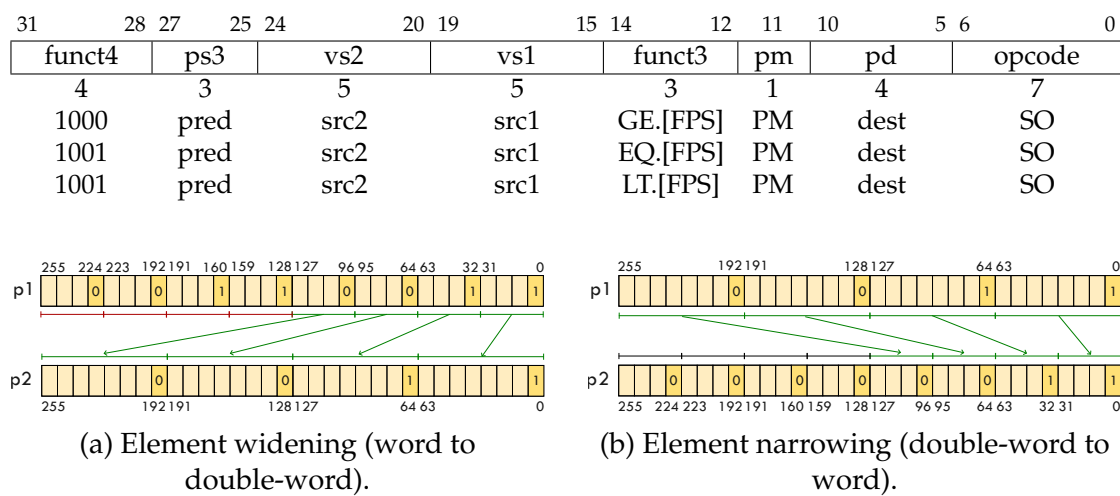 31 28 27 25 24 20 19 15 14 12 11 10 5 6 0
funct4 ps3 vs2 vs1 funct3 pm pd opcode
4 3 5 5 3 1 4 7
1000 pred src2 src1 GE.[FPS] PM dest SO
1001 pred src2 src1 EQ.[FPS] PM dest SO
1001 pred src2 src1 LT.[FPS] PM dest SO
255 224 223 192 191 160 159 128 127 96 95 64 63 32 31 0
p1 0 0 1 1 0 0 1 1
p2 0 0 1 1
255 192 191 128 127 64 63 0
(a) Element widening (word to
double-word).
255 192 191 128 127 64 63 0
p1 0 0 1 1
p2 0 0 0 0 0 0 1 1
255 224 223 192 191 160 159 128 127 96 95 64 63 32 31 0
(b) Element narrowing (double-word to
word).